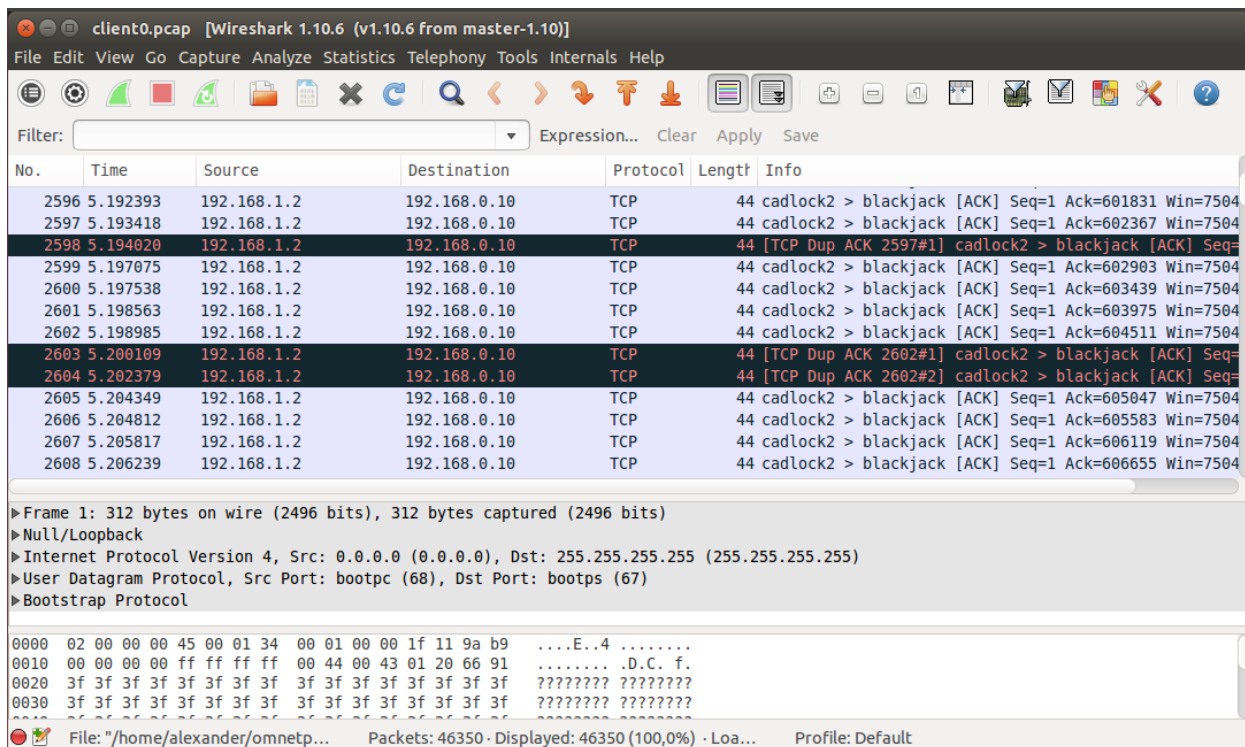 client0.pcap [Wireshark 1.10.6 (v1.10.6 from master-1.10)]
File Edit View Go Capture Analyze Statistics Telephony Tools Internals Help
Filter: Expression... Clear Apply Save
No. Time Source Destination Protocol Length Info
2596 5.192393 192.168.1.2 192.168.0.10 TCP 44 cadlock2 > blackjack [ACK] Seq=1 Ack=601831 Win=7504
2597 5.193418 192.168.1.2 192.168.0.10 TCP 44 cadlock2 > blackjack [ACK] Seq=1 Ack=602367 Win=7504
2598 5.194020 192.168.1.2 192.168.0.10 TCP 44 [TCP Dup ACK 2597#1] cadlock2 > blackjack [ACK] Seq=
2599 5.197075 192.168.1.2 192.168.0.10 TCP 44 cadlock2 > blackjack [ACK] Seq=1 Ack=602903 Win=7504
2600 5.197538 192.168.1.2 192.168.0.10 TCP 44 cadlock2 > blackjack [ACK] Seq=1 Ack=603439 Win=7504
2601 5.198563 192.168.1.2 192.168.0.10 TCP 44 cadlock2 > blackjack [ACK] Seq=1 Ack=603975 Win=7504
2602 5.198985 192.168.1.2 192.168.0.10 TCP 44 cadlock2 > blackjack [ACK] Seq=1 Ack=604511 Win=7504
2603 5.200109 192.168.1.2 192.168.0.10 TCP 44 [TCP Dup ACK 2602#1] cadlock2 > blackjack [ACK] Seq=
2604 5.202379 192.168.1.2 192.168.0.10 TCP 44 [TCP Dup ACK 2602#2] cadlock2 > blackjack [ACK] Seq=
2605 5.204349 192.168.1.2 192.168.0.10 TCP 44 cadlock2 > blackjack [ACK] Seq=1 Ack=605047 Win=7504
2606 5.204812 192.168.1.2 192.168.0.10 TCP 44 cadlock2 > blackjack [ACK] Seq=1 Ack=605583 Win=7504
2607 5.205817 192.168.1.2 192.168.0.10 TCP 44 cadlock2 > blackjack [ACK] Seq=1 Ack=606119 Win=7504
2608 5.206239 192.168.1.2 192.168.0.10 TCP 44 cadlock2 > blackjack [ACK] Seq=1 Ack=606655 Win=7504
Frame 1: 312 bytes on wire (2496 bits), 312 bytes captured (2496 bits)
Null/Loopback
Internet Protocol Version 4, Src: 0.0.0.0 (0.0.0.0), Dst: 255.255.255.255 (255.255.255.255)
User Datagram Protocol, Src Port: bootpc (68), Dst Port: bootps (67)
Bootstrap Protocol
0000 02 00 00 00 45 00 01 34 00 01 00 00 1f 11 9a b9 ....E..4 ........
0010 00 00 00 00 ff ff ff ff 00 44 00 43 01 20 66 91 ........ .D.C. f.
0020 3f 3f 3f 3f 3f 3f 3f 3f 3f 3f 3f 3f 3f 3f 3f 3f ???????? ????????
0030 3f 3f 3f 3f 3f 3f 3f 3f 3f 3f 3f 3f 3f 3f 3f 3f ???????? ????????
File: "/home/alexander/omnetp... Packets: 46350 · Displayed: 46350 (100,0%) · Loa... Profile: Default